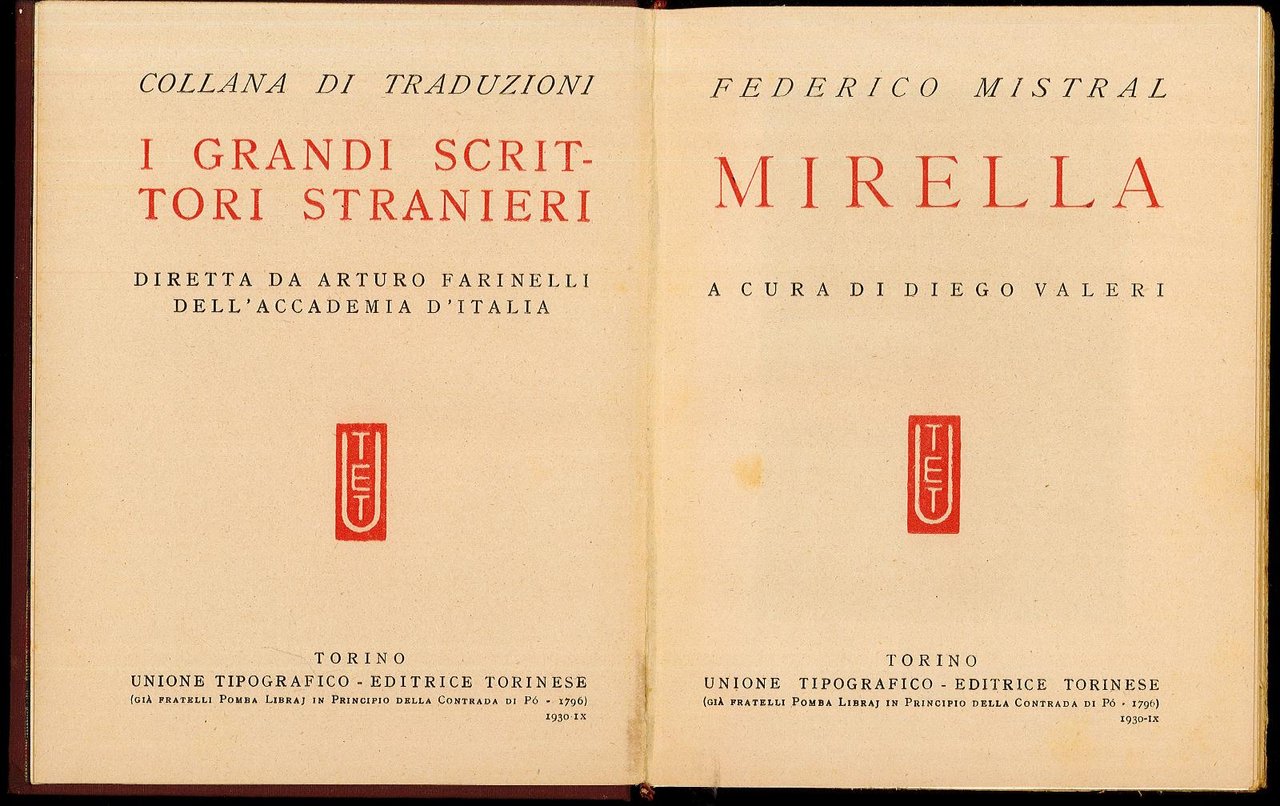 COLLANA DI TRADUZIONI
I GRANDI SCRIT-
TORI STRANIERI
DIRETTA DA ARTURO FARINELLI
DELL'ACCADEMIA D'ITALIA
UTET
TORINO
UNIONE TIPOGRAFICO - EDITRICE TORINESE
(GIÀ FRATELLI POMBA LIBRAJ IN PRINCIPIO DELLA CONTRADA DI PÓ - 1796)
1930-IX
FEDERICO MISTRAL
MIRELLA
A CURA DI DIEGO VALERI
UTET
TORINO
UNIONE TIPOGRAFICO - EDITRICE TORINESE
(GIÀ FRATELLI POMBA LIBRAJ IN PRINCIPIO DELLA CONTRADA DI PÓ - 1796)
1930-IX